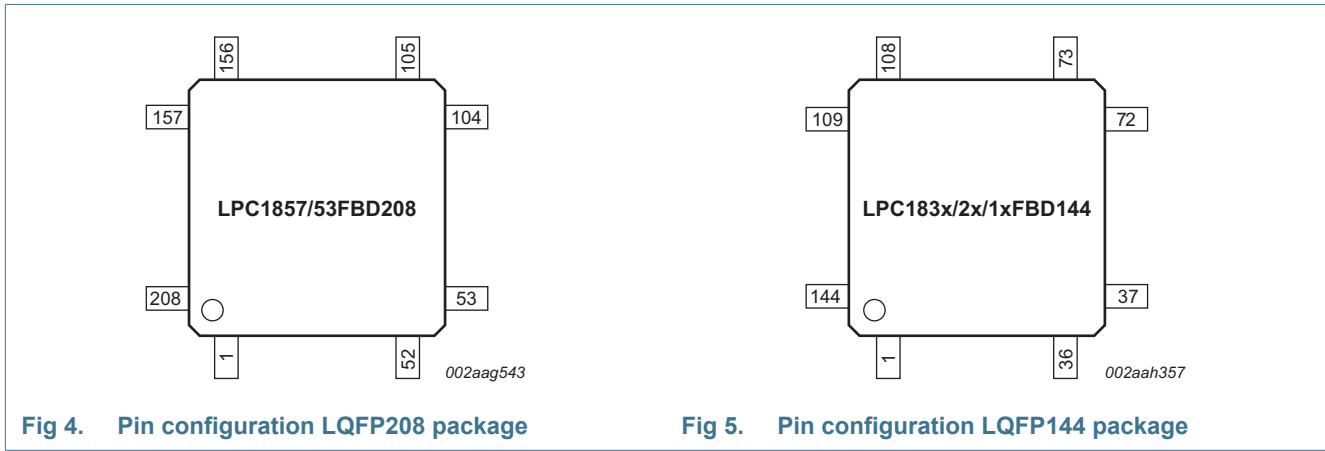 156
105
157
104
LPC1857/53FBD208
208
53
1
52
002aag543
Fig 4. Pin configuration LQFP208 package
108
73
109
72
LPC183x/2x/1xFBD144
144
37
1
36
002aah357
Fig 5. Pin configuration LQFP144 package